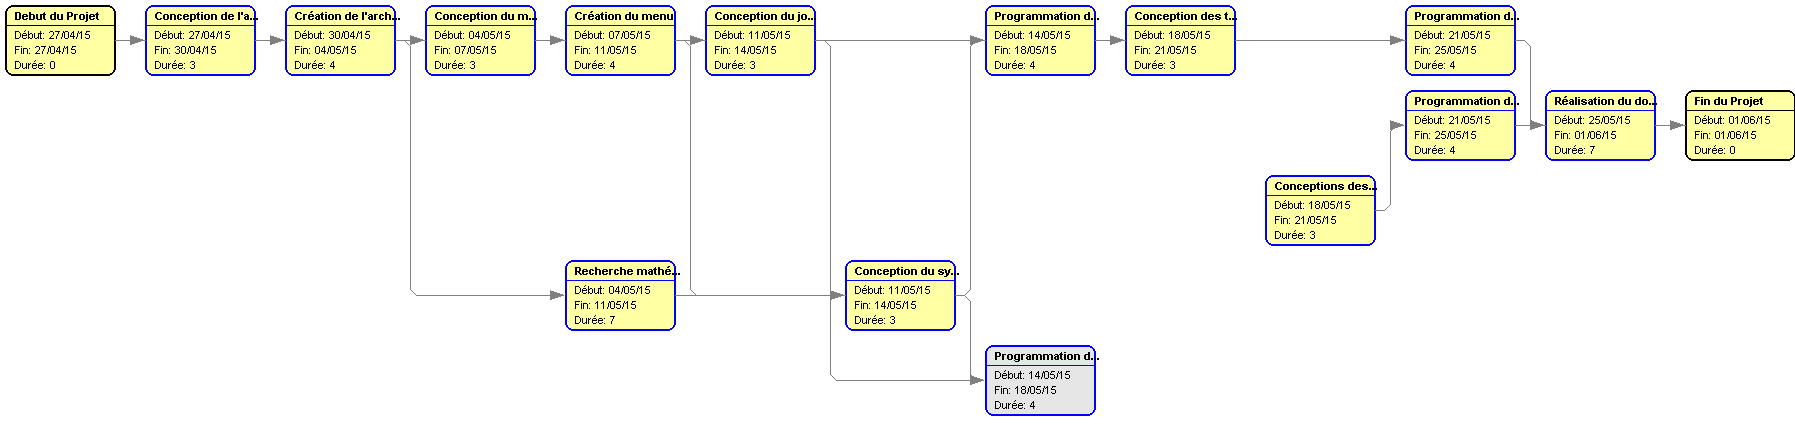 Debut du Projet
Début: 27/04/15
Fin: 27/04/15
Durée: 0
Conception de l'a...
Début: 27/04/15
Fin: 30/04/15
Durée: 3
Création de l'arch...
Début: 30/04/15
Fin: 04/05/15
Durée: 4
Conception du m...
Début: 04/05/15
Fin: 07/05/15
Durée: 3
Création du menu
Début: 07/05/15
Fin: 11/05/15
Durée: 4
Conception du jo...
Début: 11/05/15
Fin: 14/05/15
Durée: 3
Programmation d...
Début: 14/05/15
Fin: 18/05/15
Durée: 4
Conception des t...
Début: 18/05/15
Fin: 21/05/15
Durée: 3
Programmation d...
Début: 21/05/15
Fin: 25/05/15
Durée: 4
Programmation d...
Début: 21/05/15
Fin: 25/05/15
Durée: 4
Réalisation du do...
Début: 25/05/15
Fin: 01/06/15
Durée: 7
Fin du Projet
Début: 01/06/15
Fin: 01/06/15
Durée: 0
Conceptions des...
Début: 18/05/15
Fin: 21/05/15
Durée: 3
Recherche mathé...
Début: 04/05/15
Fin: 11/05/15
Durée: 7
Conception du sy...
Début: 11/05/15
Fin: 14/05/15
Durée: 3
Programmation d...
Début: 14/05/15
Fin: 18/05/15
Durée: 4